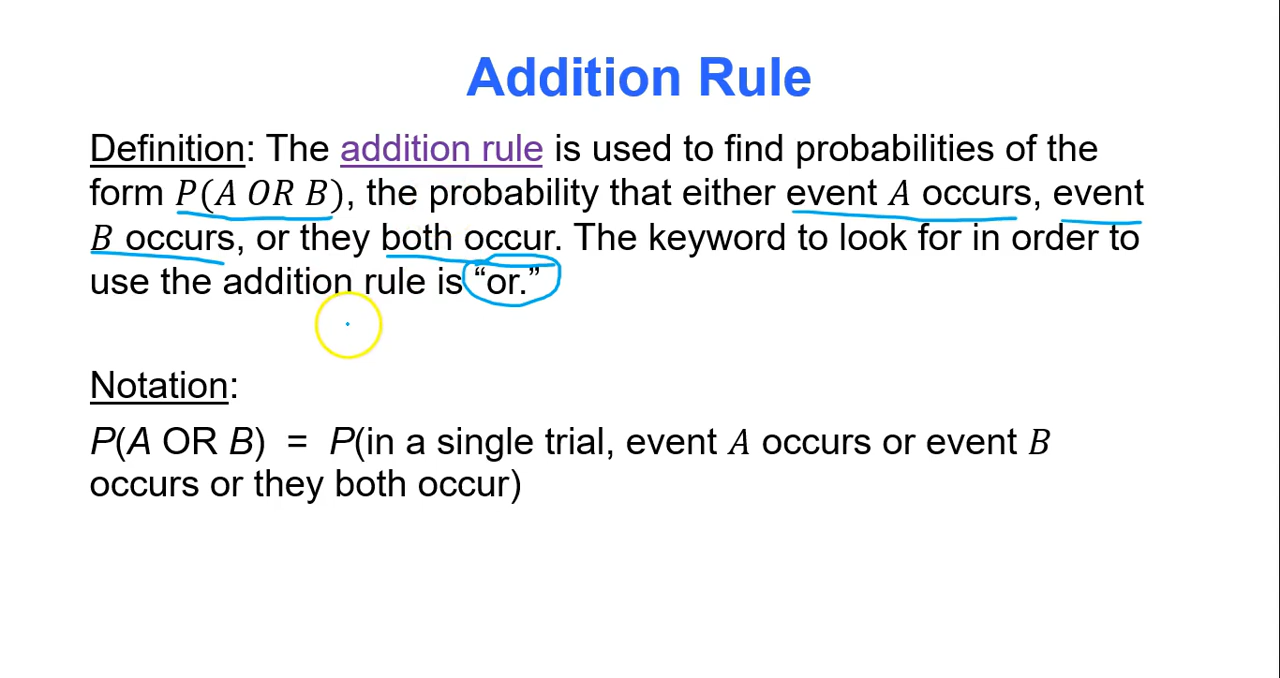 Addition Rule
Definition: The addition rule is used to find probabilities of the
form P(A OR B), the probability that either event A occurs, event
B occurs, or they both occur. The keyword to look for in order to
use the addition rule is “or.”
Notation:
P(A OR B) = P(in a single trial, event A occurs or event B
occurs or they both occur)